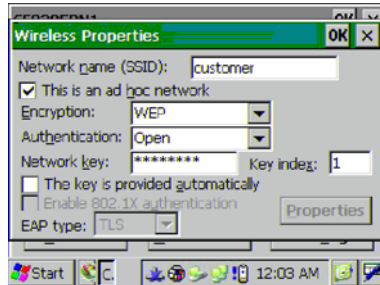 OK
Wireless Properties OK
Network name (SSID): customer
This is an ad hoc network
Encryption: WEP
Authentication: Open
Network key: ******** Key index: 1
The key is provided automatically
Enable 802.1X authentication
EAP type: TLS Properties
Start C. 12:03 AM